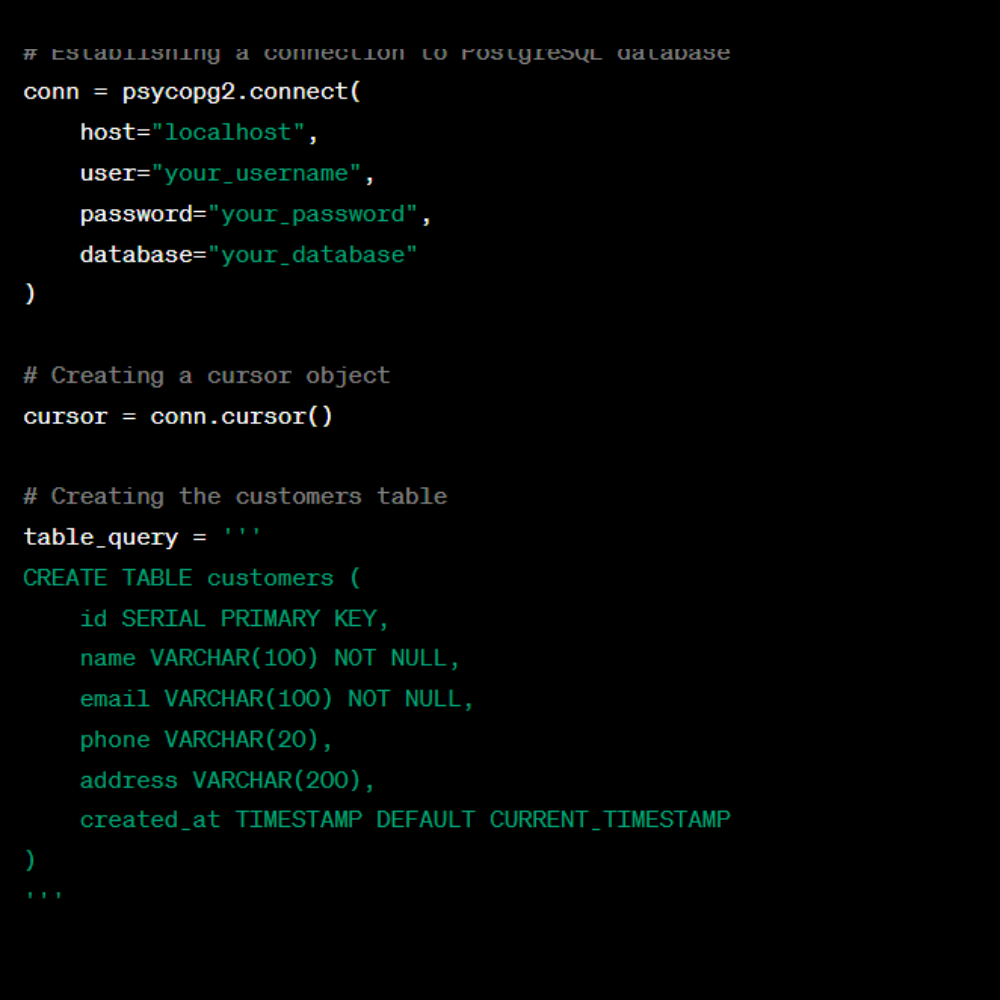 # Establishing a connection to PostgreSQL database
conn = psycopg2.connect(
    host="localhost",
    user="your_username",
    password="your_password",
    database="your_database"
)

# Creating a cursor object
cursor = conn.cursor()

# Creating the customers table
table_query = '''
CREATE TABLE customers (
    id SERIAL PRIMARY KEY,
    name VARCHAR(100) NOT NULL,
    email VARCHAR(100) NOT NULL,
    phone VARCHAR(20),
    address VARCHAR(200),
    created_at TIMESTAMP DEFAULT CURRENT_TIMESTAMP
)
'''